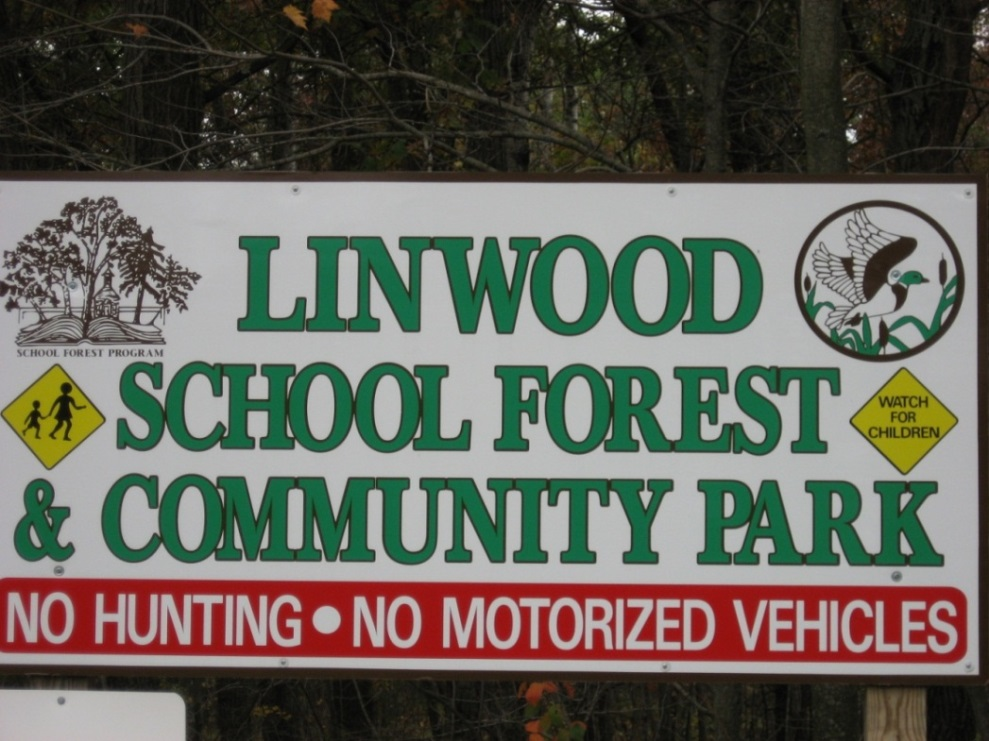 LINWOOD
SCHOOL FOREST PROGRAM
SCHOOL FOREST
WATCH
FOR
CHILDREN
& COMMUNITY PARK
NO HUNTING • NO MOTORIZED VEHICLES